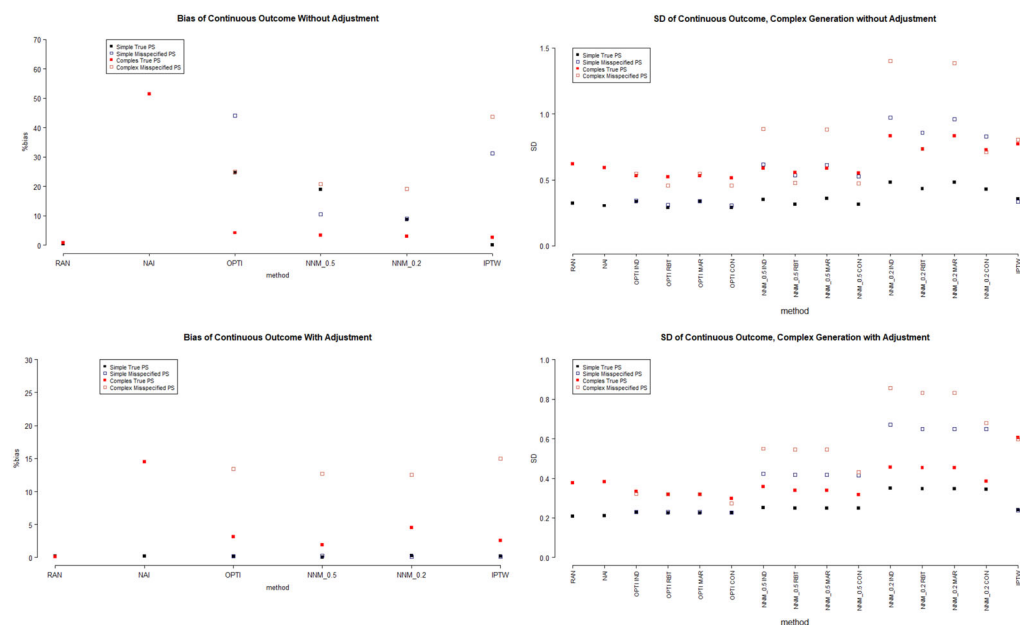 Bias of Continuous Outcome Without Adjustment
%bias
70
60
50
40
30
20
10
0
Simple True PS
Simple Misspecified PS
Comples True PS
Complex Misspecified PS
RAN
NAI
OPTI
NNM_0.5
NNM_0.2
IPTW
method
SD of Continuous Outcome, Complex Generation without Adjustment
SD
1.5
1.0
0.5
0.0
Simple True PS
Simple Misspecified PS
Comples True PS
Complex Misspecified PS
RAN
NAI
OPTI IND
OPTI RBT
OPTI MAR
OPTI CON
NNM_0.5 IND
NNM_0.5 RBT
NNM_0.5 MAR
NNM_0.5 CON
NNM_0.2 IND
NNM_0.2 RBT
NNM_0.2 MAR
NNM_0.2 CON
IPTW
method
Bias of Continuous Outcome With Adjustment
%bias
30
25
20
15
10
5
0
Simple True PS
Simple Misspecified PS
Comples True PS
Complex Misspecified PS
RAN
NAI
OPTI
NNM_0.5
NNM_0.2
IPTW
method
SD of Continuous Outcome, Complex Generation with Adjustment
SD
1.0
0.8
0.6
0.4
0.2
0.0
Simple True PS
Simple Misspecified PS
Comples True PS
Complex Misspecified PS
RAN
NAI
OPTI IND
OPTI RBT
OPTI MAR
OPTI CON
NNM_0.5 IND
NNM_0.5 RBT
NNM_0.5 MAR
NNM_0.5 CON
NNM_0.2 IND
NNM_0.2 RBT
NNM_0.2 MAR
NNM_0.2 CON
IPTW
method